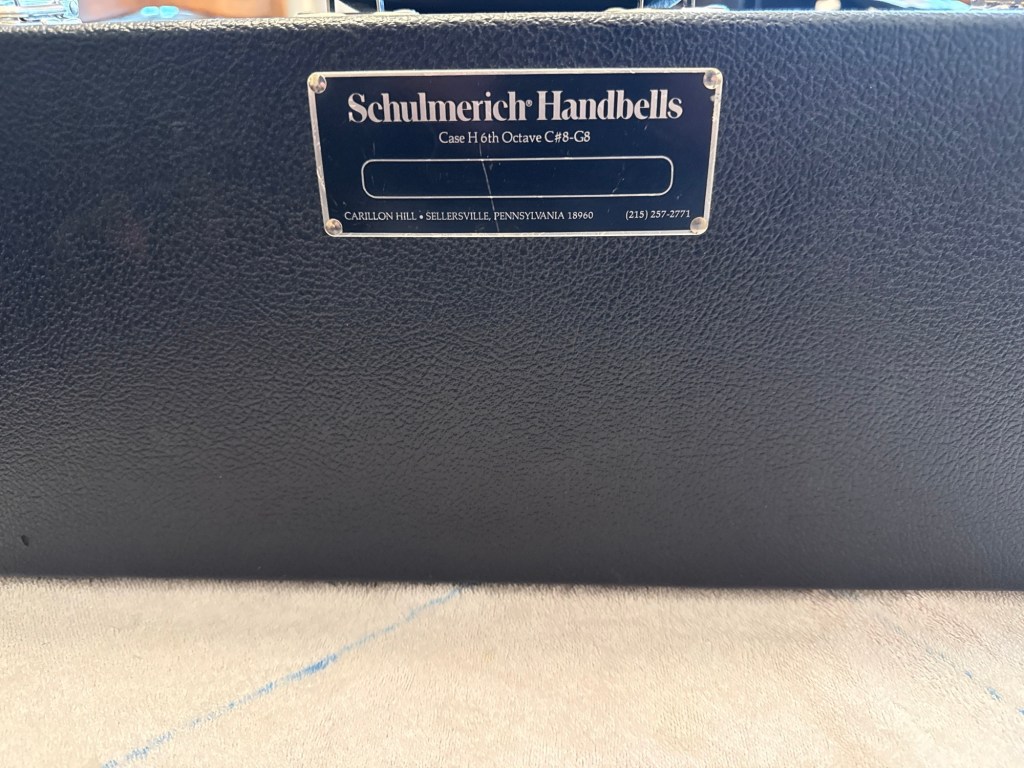 Schulmerich® Handbells
Case H 6th Octave C#8-G8
CARILLON HILL • SELLERSVILLE, PENNSYLVANIA 18960 (215) 257-2771